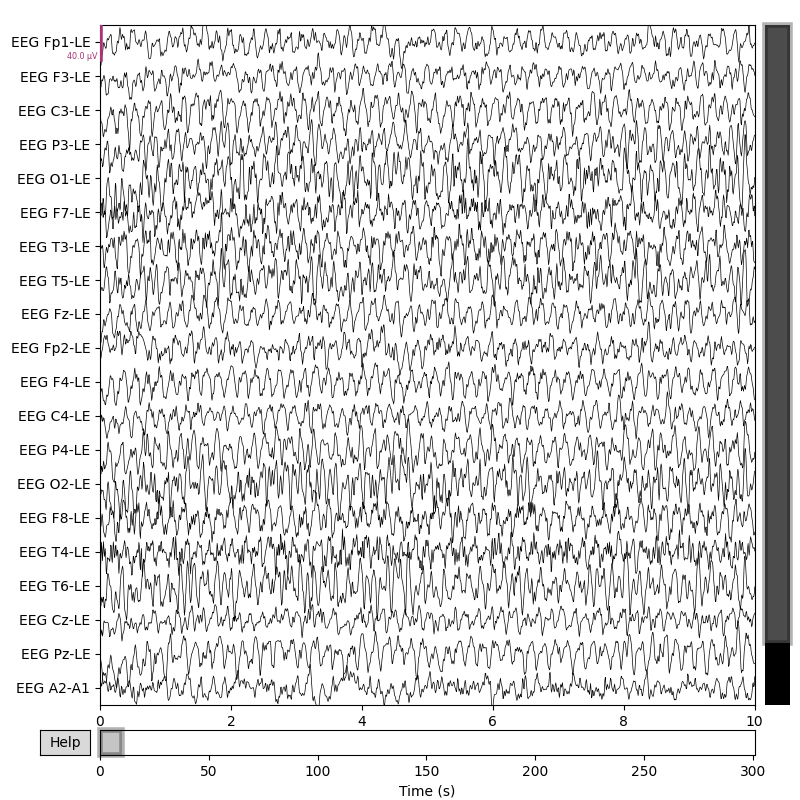 EEG Fp1-LE
40.0 µV
EEG F3-LE
EEG C3-LE
EEG P3-LE
EEG O1-LE
EEG F7-LE
EEG T3-LE
EEG T5-LE
EEG Fz-LE
EEG Fp2-LE
EEG F4-LE
EEG C4-LE
EEG P4-LE
EEG O2-LE
EEG F8-LE
EEG T4-LE
EEG T6-LE
EEG Cz-LE
EEG Pz-LE
EEG A2-A1
0 2 4 6 8 10
Help
0 50 100 150 200 250 300
Time (s)